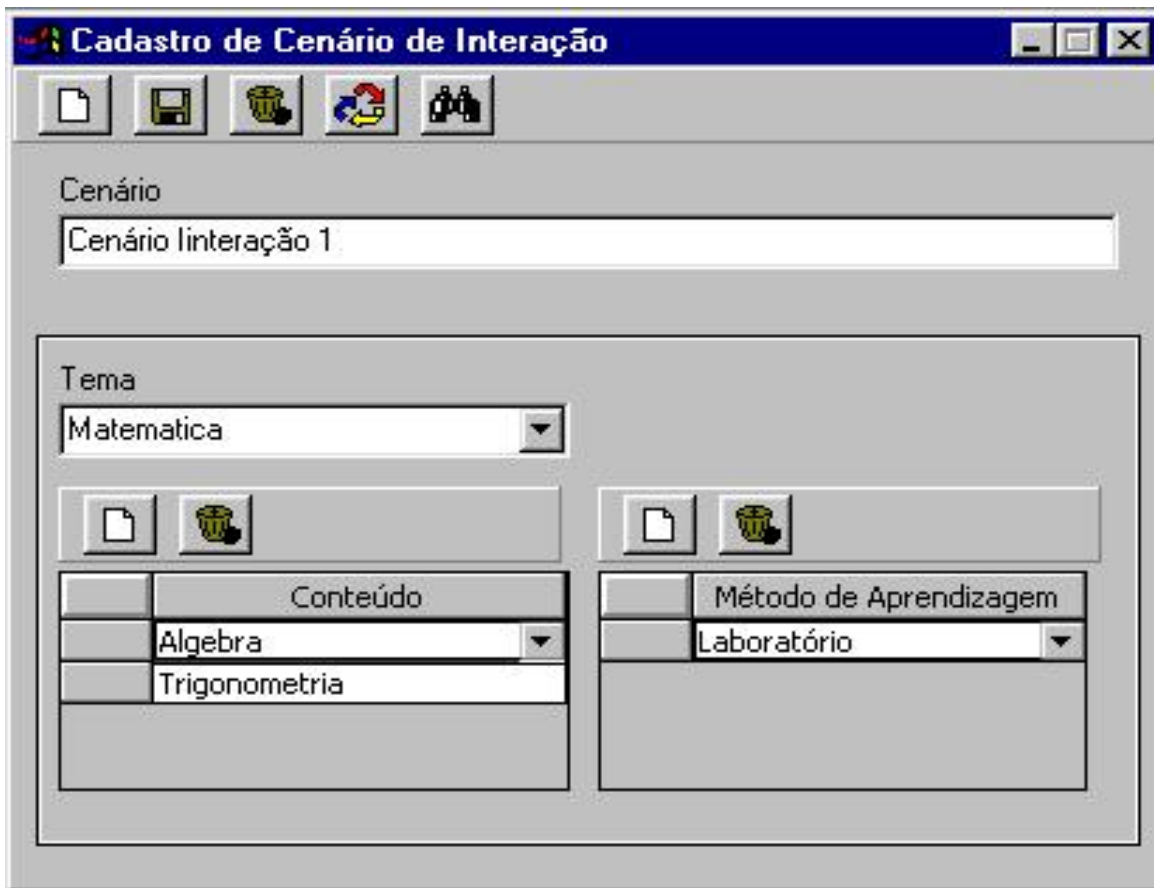 Cadastro de Cenário de Interação
Cenário
Cenário Iinteração 1
Tema
Matematica
Conteúdo
Método de Aprendizagem
Algebra
Laboratório
Trigonometria